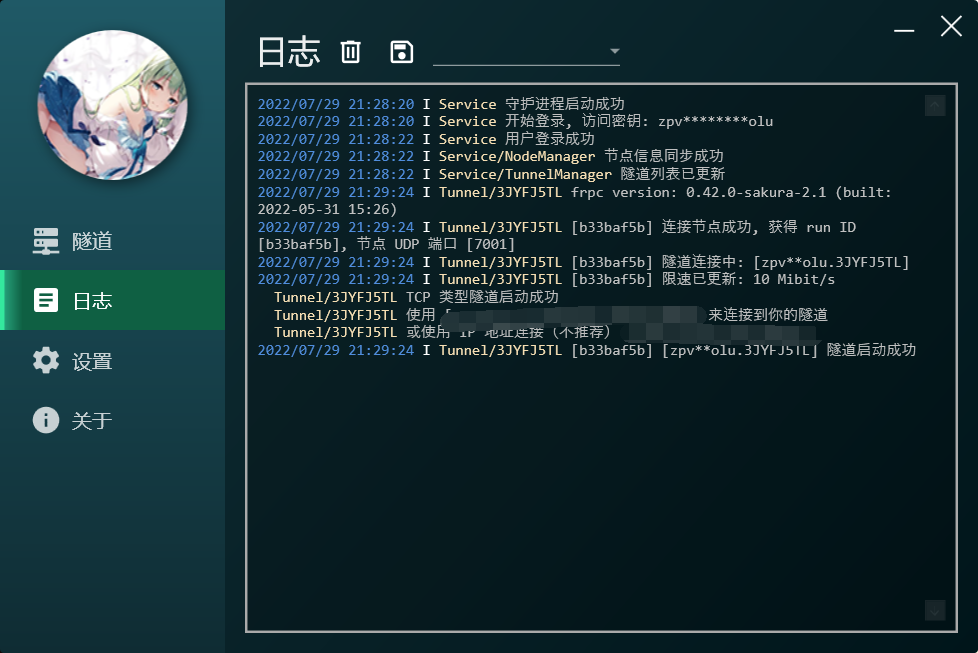 日志
隧道
日志
设置
关于
2022/07/29 21:28:20 I Service 守护进程启动成功
2022/07/29 21:28:20 I Service 开始登录, 访问密钥: zpv********olu
2022/07/29 21:28:22 I Service 用户登录成功
2022/07/29 21:28:22 I Service/NodeManager 节点信息同步成功
2022/07/29 21:28:22 I Service/TunnelManager 隧道列表已更新
2022/07/29 21:29:24 I Tunnel/3JYFJ5TL frpc version: 0.42.0-sakura-2.1 (built:
2022-05-31 15:26)
2022/07/29 21:29:24 I Tunnel/3JYFJ5TL [b33baf5b] 连接节点成功, 获得 run ID
[b33baf5b], 节点 UDP 端口 [7001]
2022/07/29 21:29:24 I Tunnel/3JYFJ5TL [b33baf5b] 隧道连接中: [zpv**olu.3JYFJ5TL]
2022/07/29 21:29:24 I Tunnel/3JYFJ5TL [b33baf5b] 限速已更新: 10 Mibit/s
Tunnel/3JYFJ5TL TCP 类型隧道启动成功
Tunnel/3JYFJ5TL 使用 [ 来连接到你的隧道
Tunnel/3JYFJ5TL 或使用 IP 地址连接（不推荐）
2022/07/29 21:29:24 I Tunnel/3JYFJ5TL [b33baf5b] [zpv**olu.3JYFJ5TL] 隧道启动成功